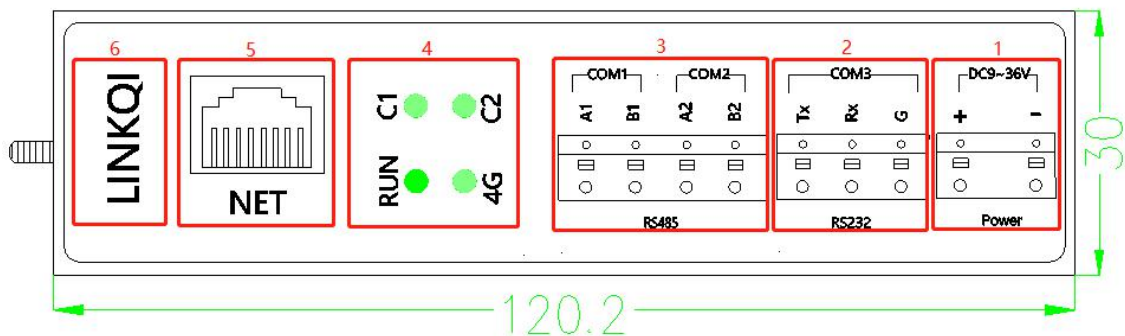 6
5
4
3
2
1
LINKQI
NET
C1
C2
RUN
4G
COM1
COM2
A1
B1
A2
B2
RS485
COM3
Tx
Rx
G
RS232
DC9~36V
+
-
Power
30
120.2